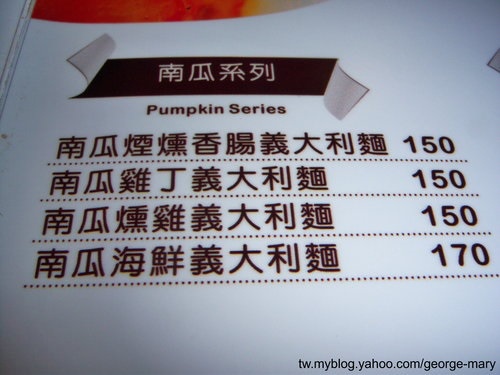 南瓜系列
Pumpkin Series
南瓜煙燻香腸義大利麵 150
南瓜雞丁義大利麵 150
南瓜燻雞義大利麵 150
南瓜海鮮義大利麵 170
tw.myblog.yahoo.com/george-mary